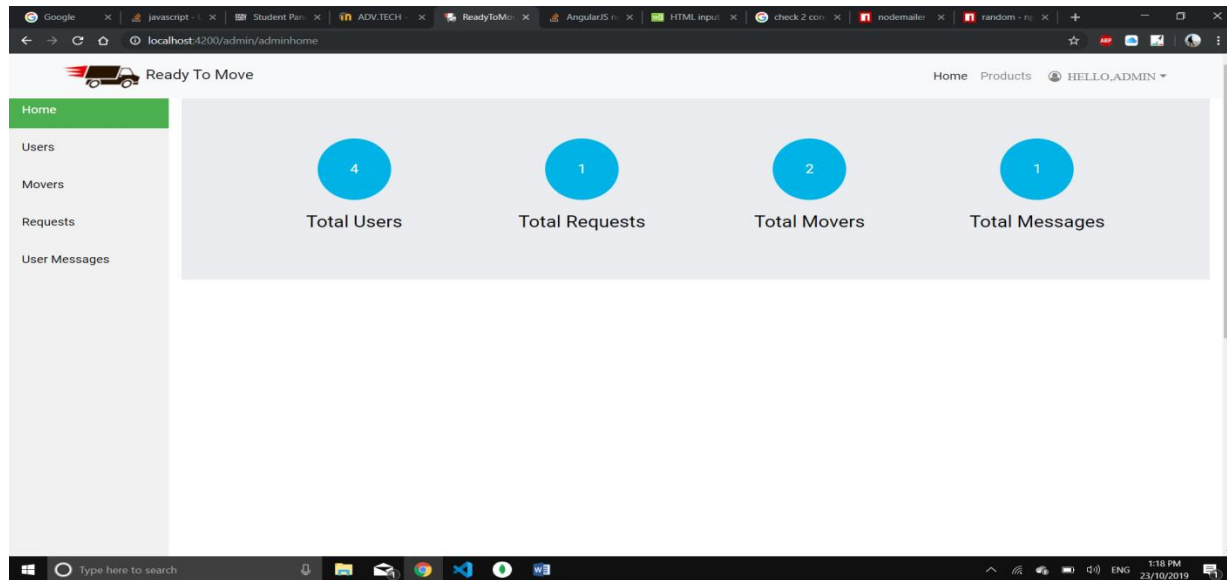 Google javascript - Student Pan ADV.TECH - ReadyToMo AngularJS n HTML input check 2 con nodemailer random - np
localhost:4200/admin/adminhome ABP
Ready To Move Home Products HELLO,ADMIN
Home
Users
Movers
Requests
User Messages
4 1 2 1
Total Users Total Requests Total Movers Total Messages
Type here to search ENG 1:18 PM
23/10/2019